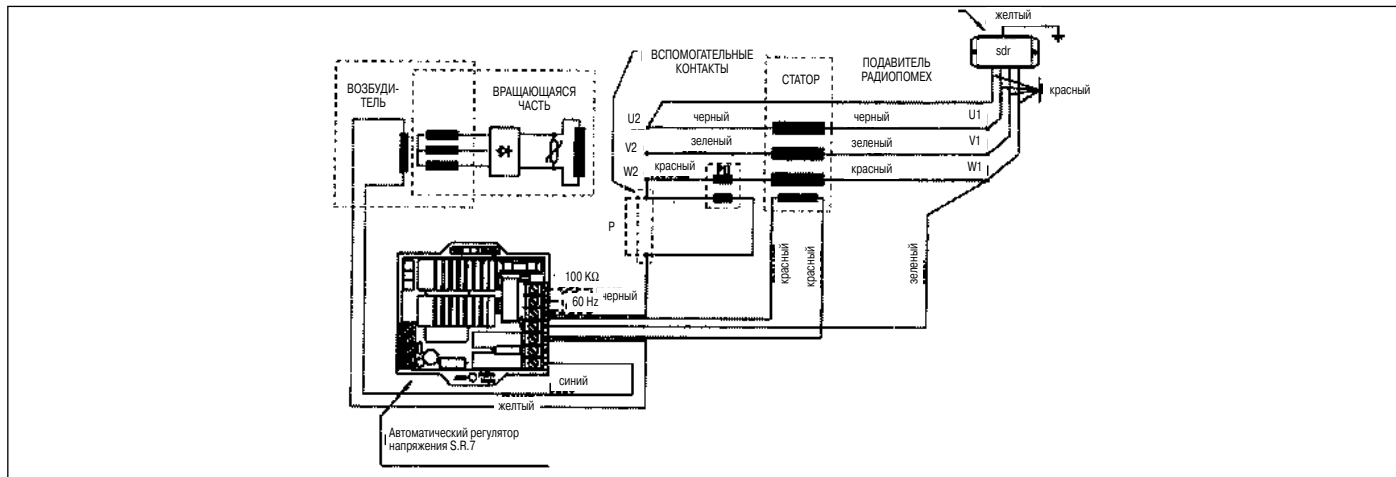 желтый
sdr
ВСПОМОГАТЕЛЬНЫЕ
КОНТАКТЫ
СТАТОР
ПОДАВИТЕЛЬ
РАДИОПОМЕХ
красный
ВОЗБУДИ-
ТЕЛЬ
ВРАЩАЮЩАЯСЯ
ЧАСТЬ
U2
черный
черный
U1
V2
зеленый
зеленый
V1
W2
красный
красный
W1
P
красный
красный
зеленый
100 KΩ
60 Hz
черный
синий
желтый
Автоматический регулятор
напряжения S.R.7